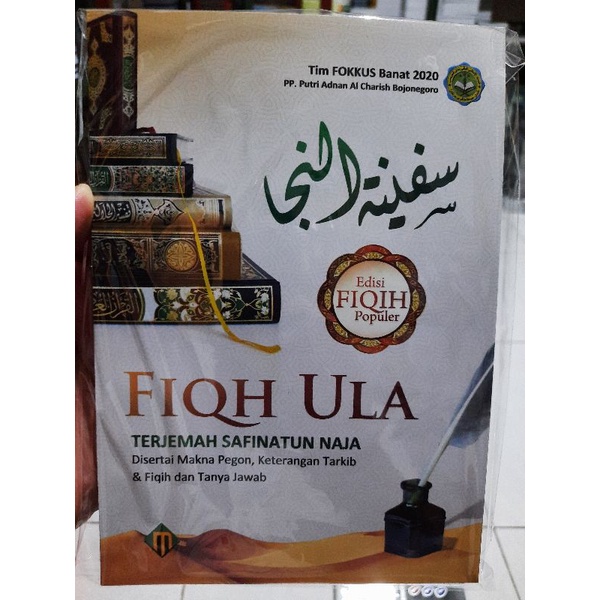 Tim FOKKUS Banat 2020
PP. Putri Adnan Al Charish Bojonegoro
سفينة النجا
Edisi
FIQIH
Populer
FIQH ULA
TERJEMAH SAFINATUN NAJA
Disertai Makna Pegon, Keterangan Tarkib
& Fiqih dan Tanya Jawab